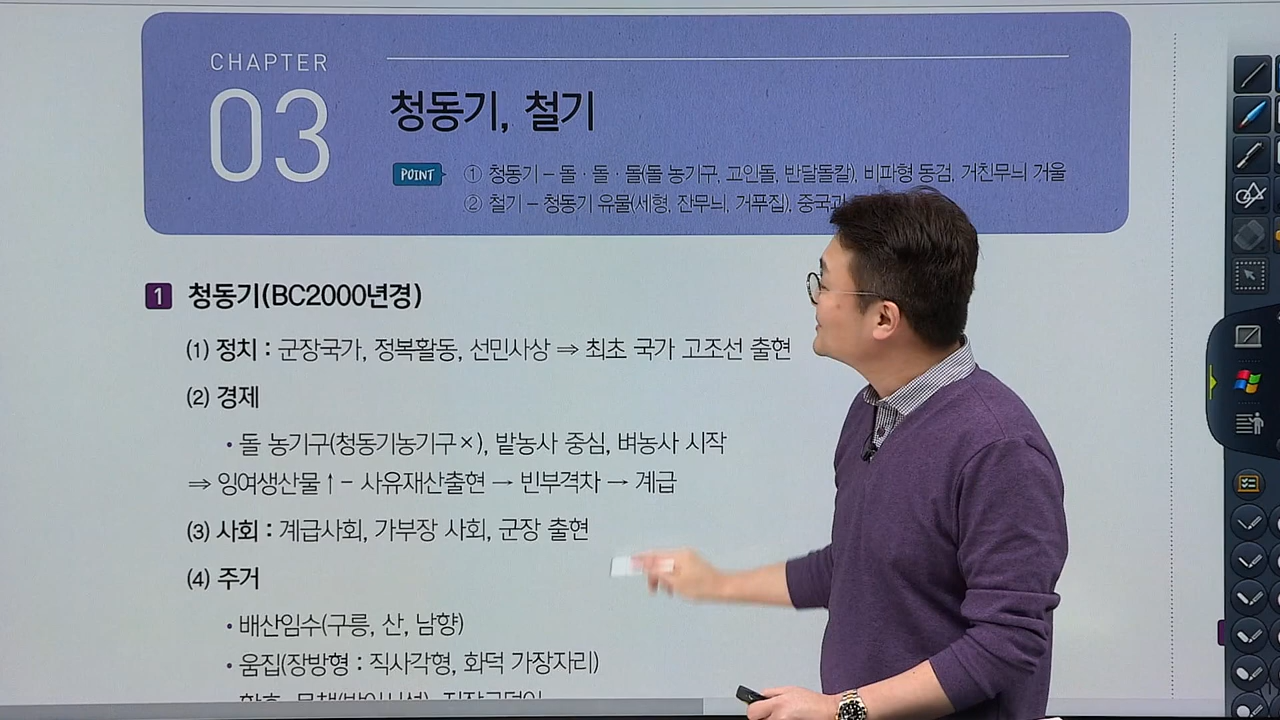 CHAPTER
03
청동기, 철기
POINT
① 청동기 – 돌 · 돌 · 돌(돌 농기구, 고인돌, 반달돌칼), 비파형 동검, 거친무늬 거울
② 철기 – 청동기 유물(세형, 잔무늬, 거푸집), 중국과
1 청동기(BC2000년경)
(1) 정치 : 군장국가, 정복활동, 선민사상 ⇒ 최초 국가 고조선 출현
(2) 경제
• 돌 농기구(청동기농기구×), 밭농사 중심, 벼농사 시작
⇒ 잉여생산물↑– 사유재산출현 → 빈부격차 → 계급
(3) 사회 : 계급사회, 가부장 사회, 군장 출현
(4) 주거
• 배산임수(구릉, 산, 남향)
• 움집(장방형 : 직사각형, 화덕 가장자리)